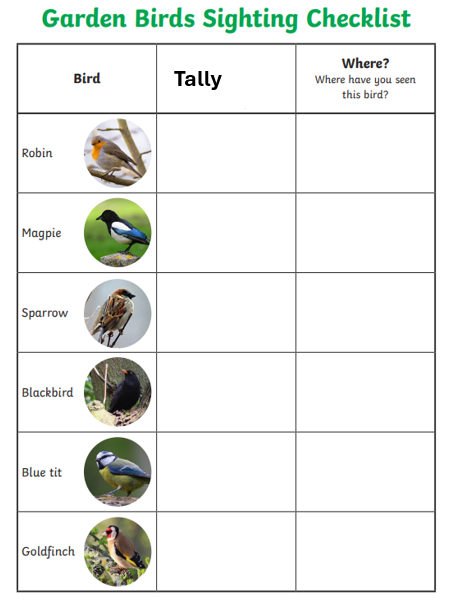 Garden Birds Sighting Checklist
Bird
Tally
Where?
Where have you seen
this bird?
Robin
Magpie
Sparrow
Blackbird
Blue tit
Goldfinch